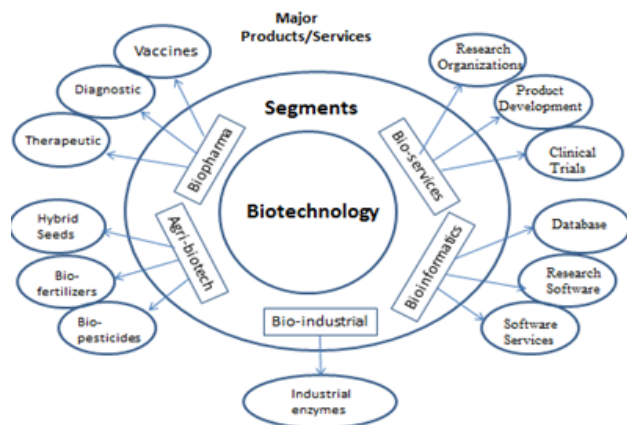 Major
Products/Services
Vaccines
Diagnostic
Therapeutic
Research
Organizations
Product
Development
Clinical
Trials
Segments
Biopharma
Bio-services
Biotechnology
Agri-biotech
Bioinformatics
Bio-industrial
Hybrid
Seeds
Bio-
fertilizers
Bio-
pesticides
Database
Research
Software
Software
Services
Industrial
enzymes